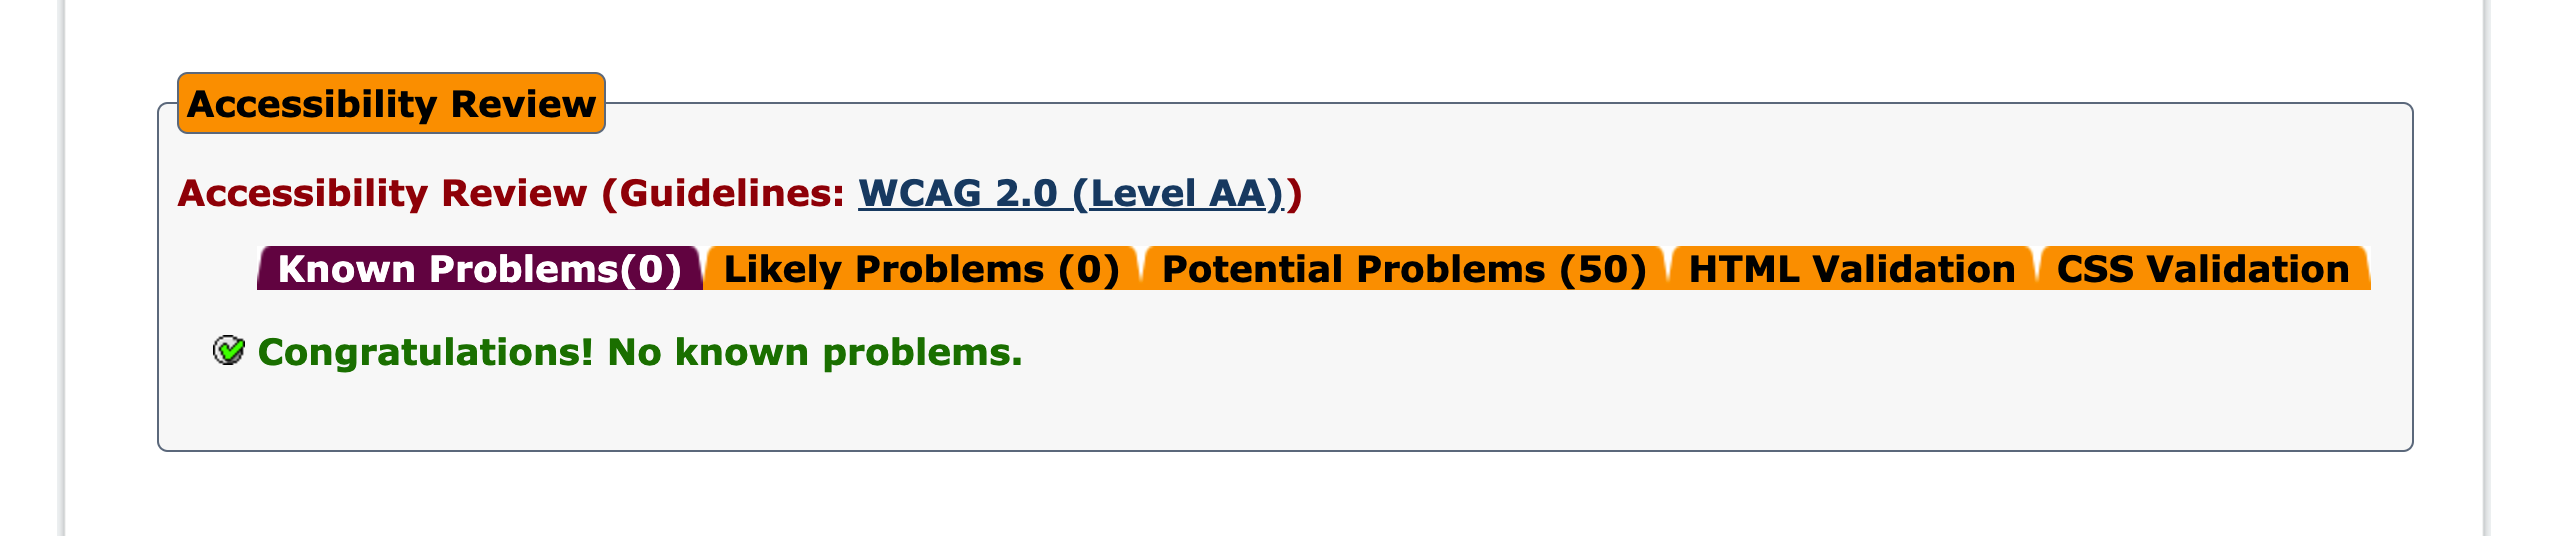 Accessibility Review
Accessibility Review (Guidelines: WCAG 2.0 (Level AA))
Known Problems(0) Likely Problems (0) Potential Problems (50) HTML Validation CSS Validation
Congratulations! No known problems.